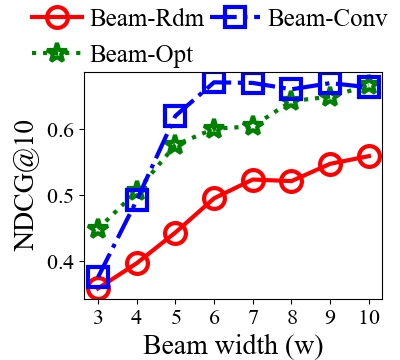 Beam-Rdm Beam-Conv
Beam-Opt
NDCG@10
0.6
0.5
0.4
3 4 5 6 7 8 9 10
Beam width (w)